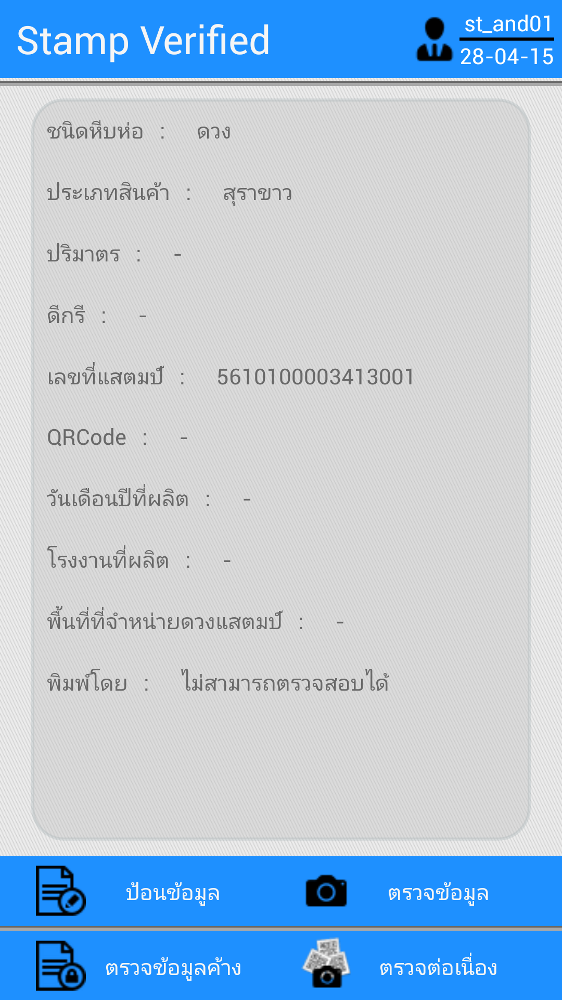 Stamp Verified
st_and01
28-04-15
ชนิดหีบห่อ : ดวง
ประเภทสินค้า : สุราขาว
ปริมาตร : -
ดีกรี : -
เลขที่แสตมป์ : 5610100003413001
QRCode : -
วันเดือนปีที่ผลิต : -
โรงงานที่ผลิต : -
พื้นที่ที่จำหน่ายดวงแสตมป์ : -
พิมพ์โดย : ไม่สามารถตรวจสอบได้
ป้อนข้อมูล
ตรวจข้อมูล
ตรวจข้อมูลค้าง
ตรวจต่อเนื่อง